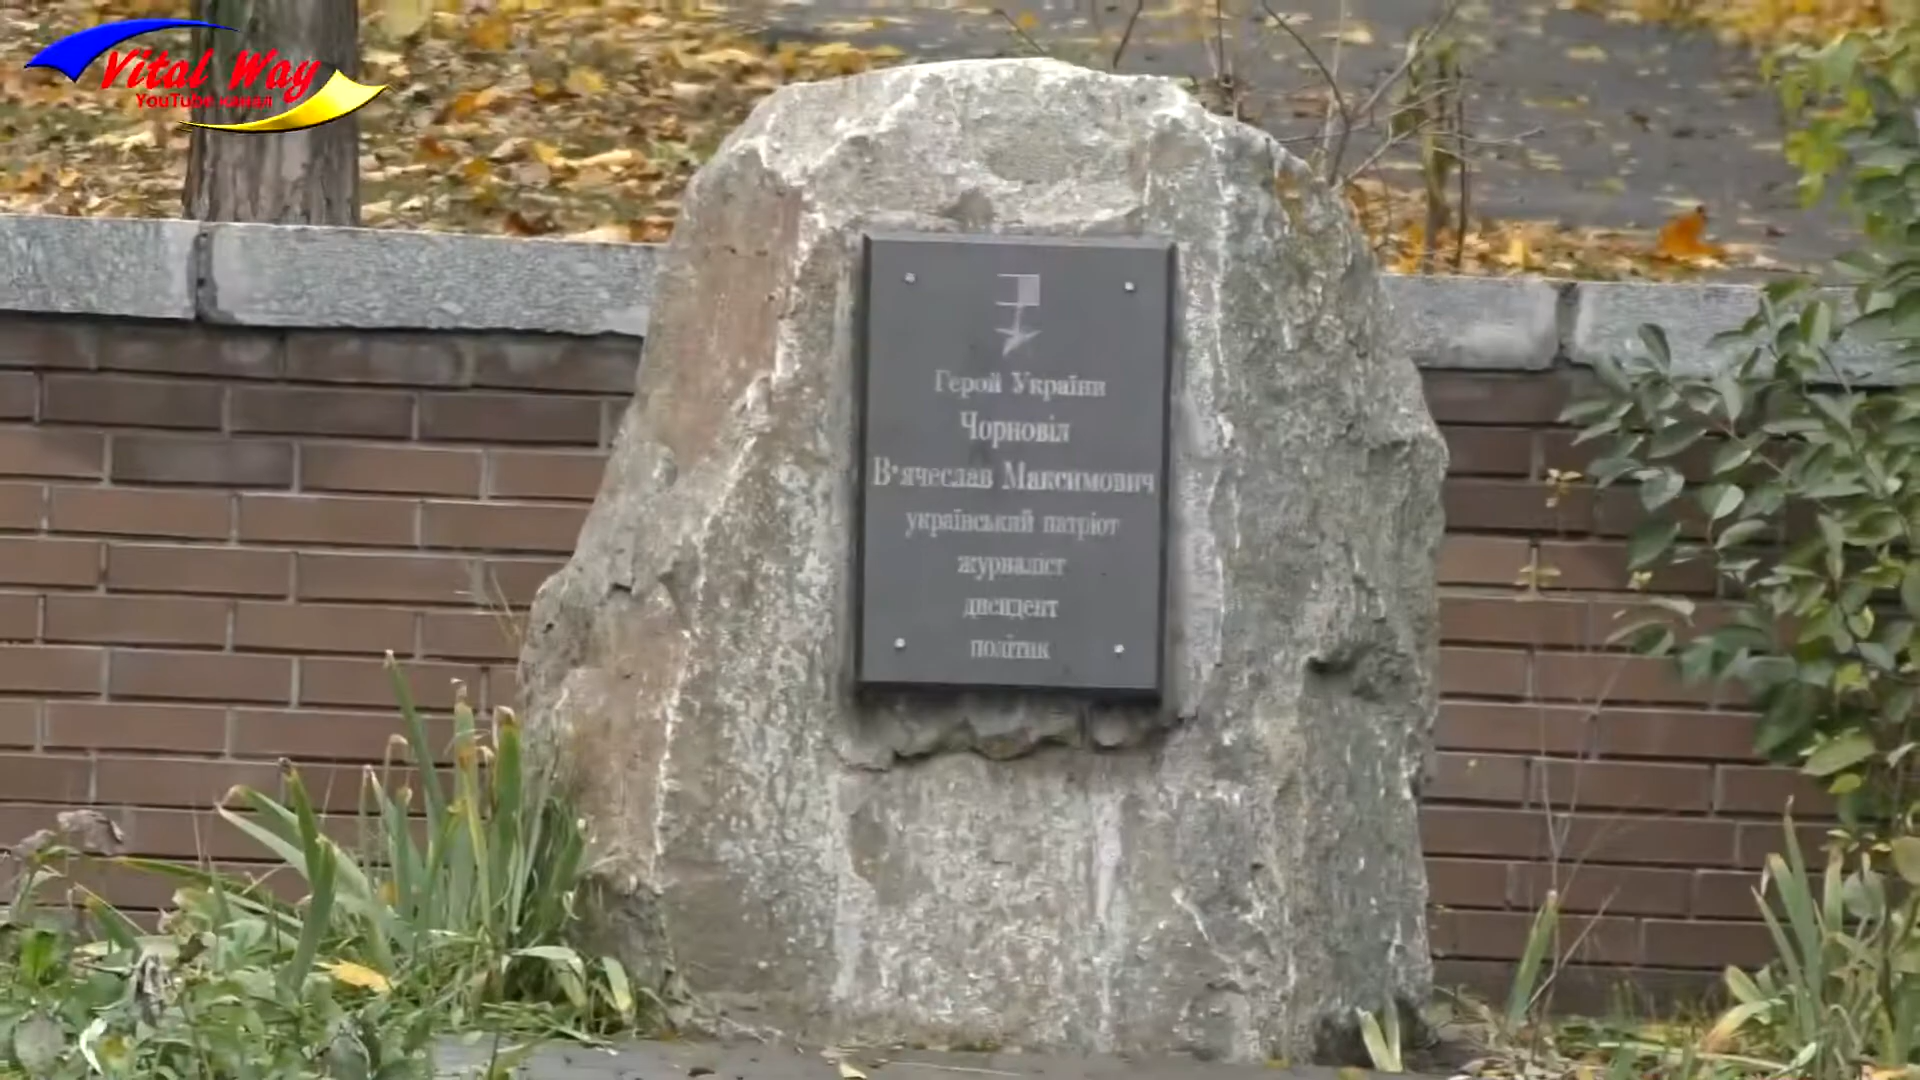 Vital Way
YouTube канал
Герой України
Чорновіл
В'ячеслав Максимович
український патріот
журналіст
дисидент
політик